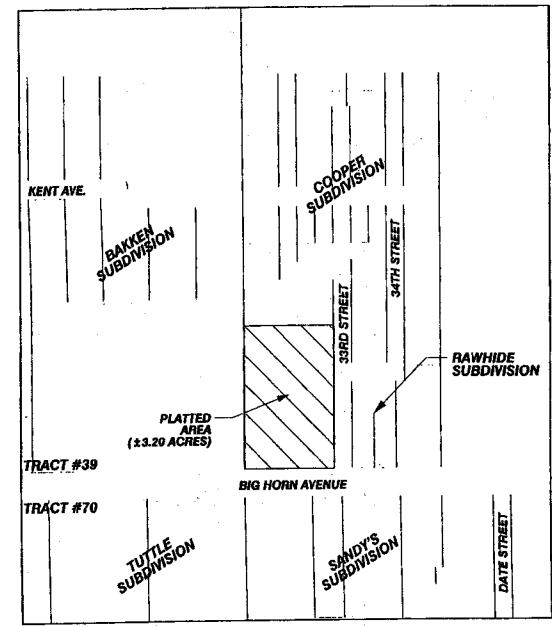 KENT AVE.
COOPER
SUBDIVISION
BAKKEN
SUBDIVISION
34TH STREET
33RD STREET
RAWHIDE
SUBDIVISION
PLATTED
AREA
(±3.20 ACRES)
TRACT #39
BIG HORN AVENUE
TRACT #70
TUTTLE
SUBDIVISION
SANDY'S
SUBDIVISION
DATE STREET